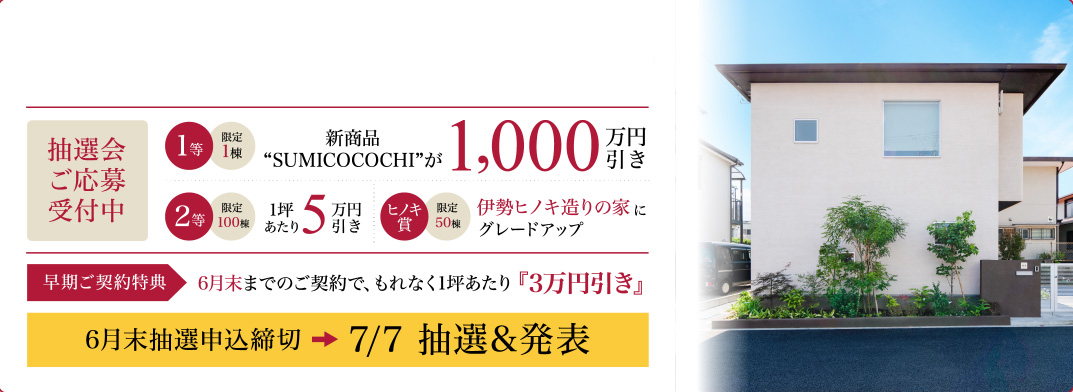 抽選会
ご応募
受付中
1等
限定
1棟
新商品
“SUMICOCOCHI”が
1,000
万円
引き
2等
限定
100棟
1坪
あたり
5
万円
引き
ヒノキ
賞
限定
50棟
伊勢ヒノキ造りの家に
グレードアップ
早期ご契約特典
6月末までのご契約で、もれなく1坪あたり『3万円引き』
6月末抽選申込締切 ➡ 7/7 抽選&発表